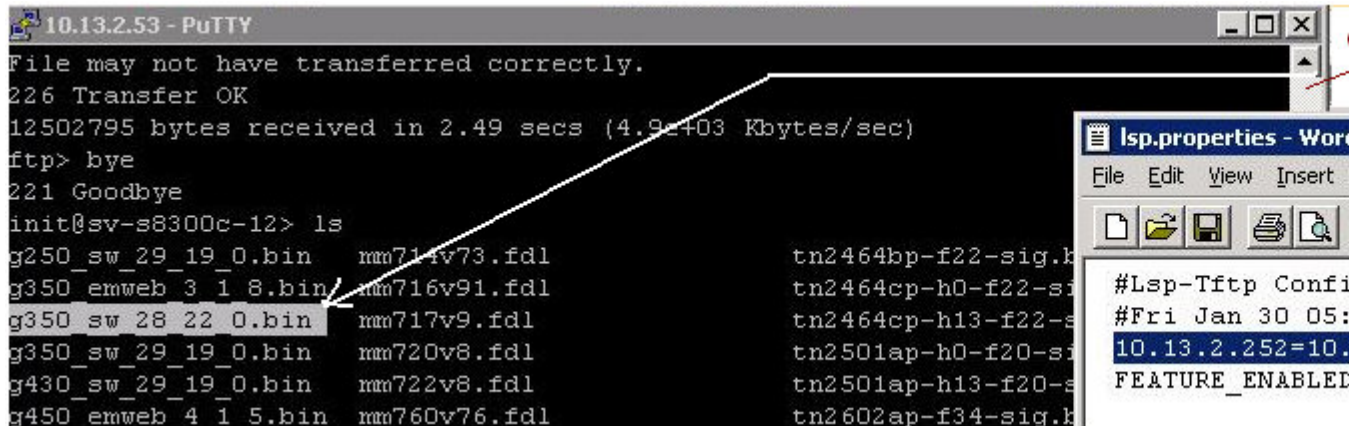 10.13.2.53 - PuTTY
File may not have transferred correctly.
226 Transfer OK
12502795 bytes received in 2.49 secs (4.9e+03 Kbytes/sec)
ftp> bye
221 Goodbye
init@sv-s8300c-12> ls
g250_sw_29_19_0.bin mm714v73.fdl tn2464bp-f22-sig.b
g350_emweb_3_1_8.bin mm716v91.fdl tn2464cp-h0-f22-si
g350_sw_28_22_0.bin mm717v9.fdl tn2464cp-h13-f22-s
g350_sw_29_19_0.bin mm720v8.fdl tn2501ap-h0-f20-si
g430_sw_29_19_0.bin mm722v8.fdl tn2501ap-h13-f20-s
g450_emweb_4_1_5.bin mm760v76.fdl tn2602ap-f34-sig.b
lsp.properties - Word
File Edit View Insert
#Lsp-Tftp Confi
#Fri Jan 30 05:
10.13.2.252=10.
FEATURE_ENABLED